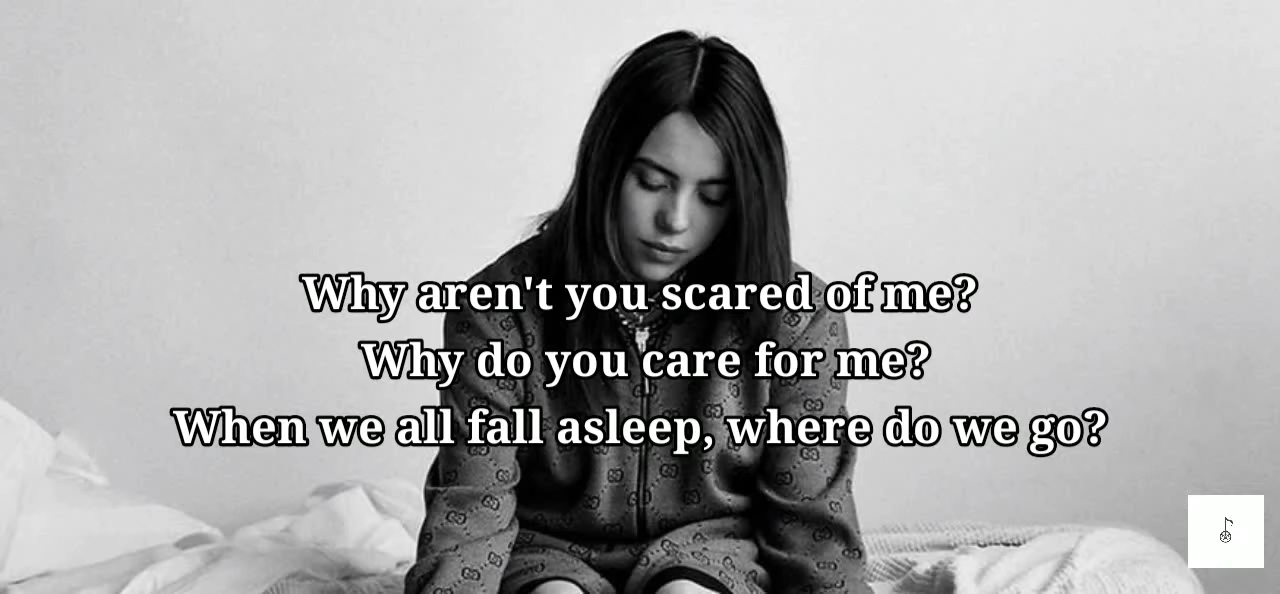 Why aren't you scared of me?
Why do you care for me?
When we all fall asleep, where do we go?